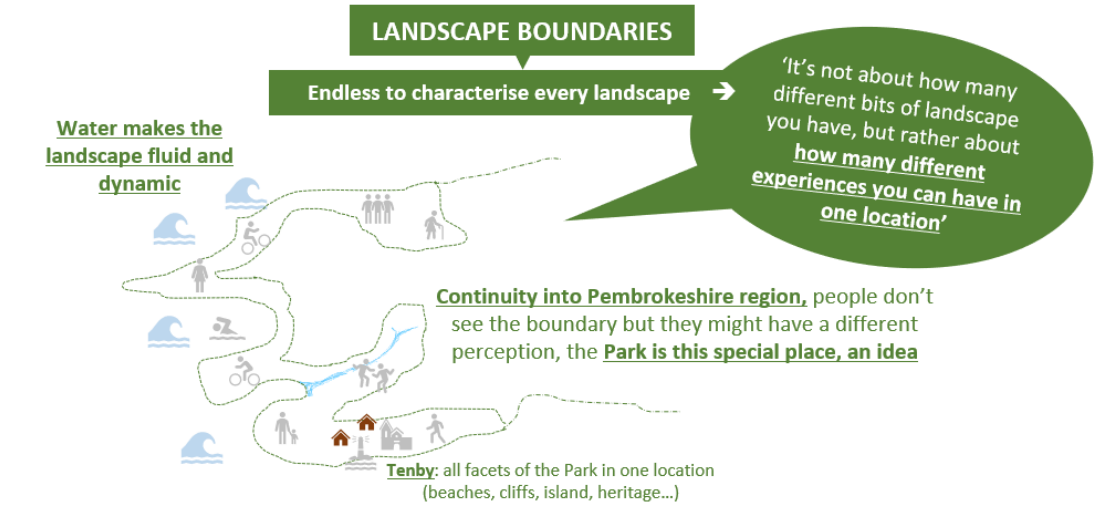 LANDSCAPE BOUNDARIES
Endless to characterise every landscape
‘It’s not about how many
different bits of landscape
you have, but rather about
how many different
experiences you can have in
one location’
Water makes the
landscape fluid and
dynamic
Continuity into Pembrokeshire region, people don’t
see the boundary but they might have a different
perception, the Park is this special place, an idea
Tenby: all facets of the Park in one location
(beaches, cliffs, island, heritage…)